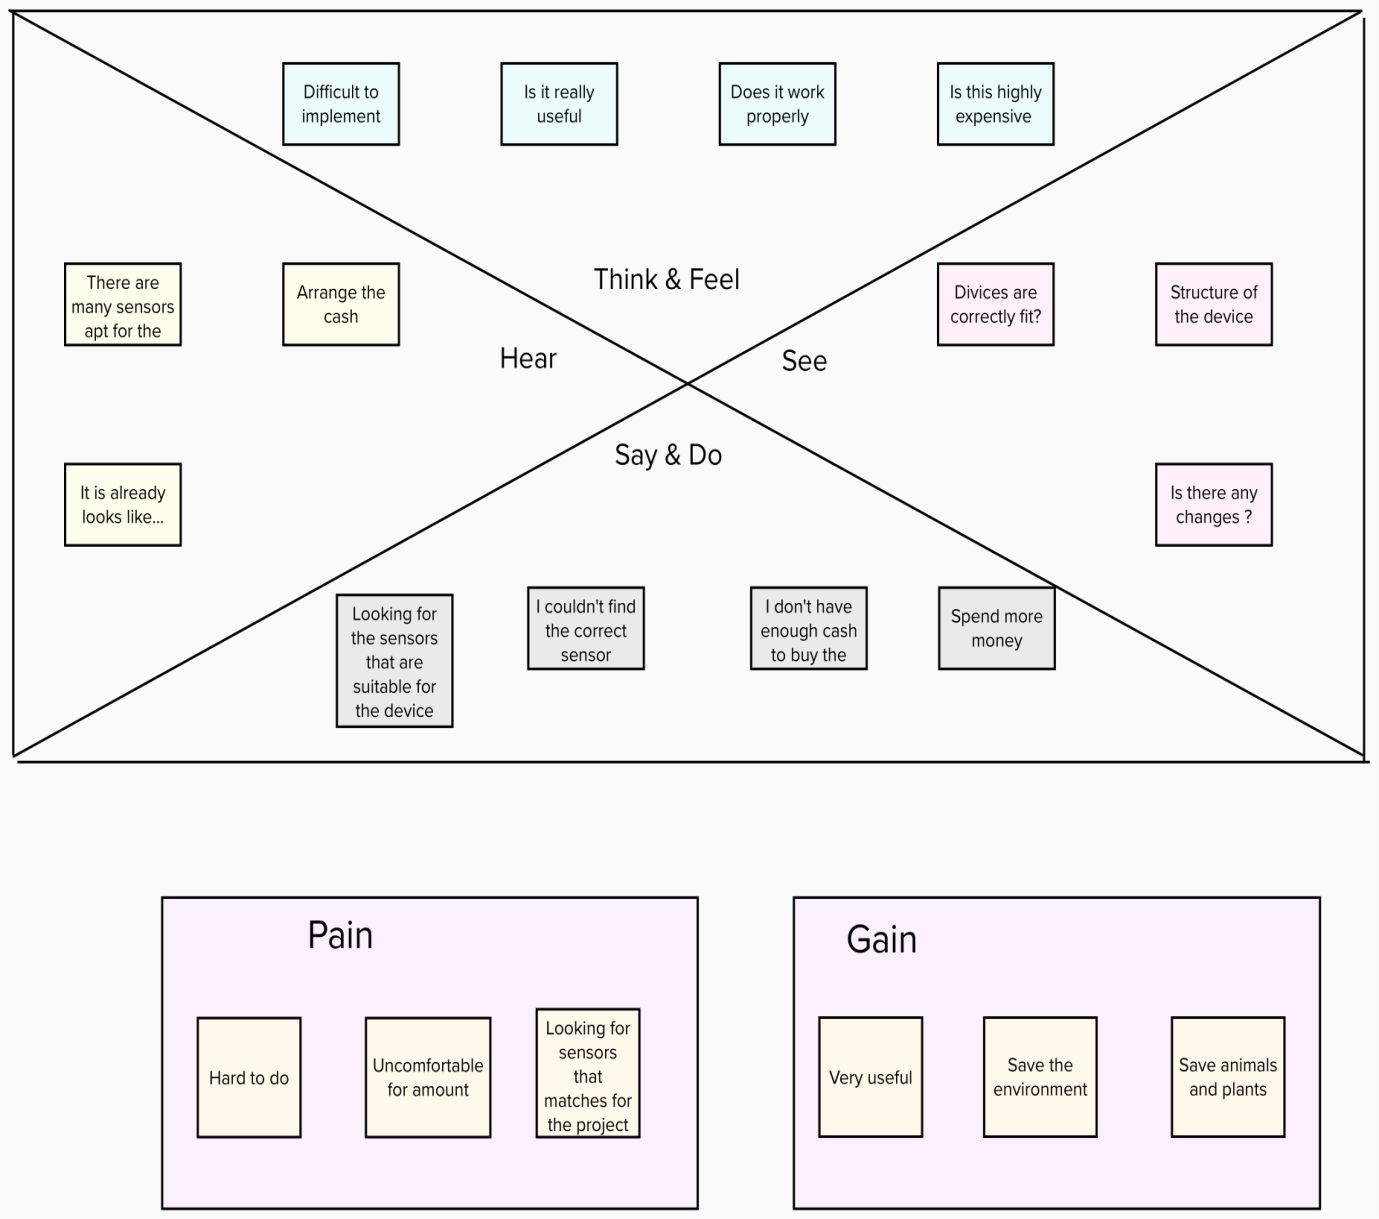 Difficult to
implement
Is it really
useful
Does it work
properly
Is this highly
expensive
Think & Feel
There are
many sensors
apt for the
Arrange the
cash
Hear
It is already
looks like...
See
Divices are
correctly fit?
Structure of
the device
Is there any
changes ?
Say & Do
Looking for
the sensors
that are
suitable for
the device
I couldn't find
the correct
sensor
I don't have
enough cash
to buy the
Spend more
money
Pain
Hard to do
Uncomfortable
for amount
Looking for
sensors
that
matches for
the project
Gain
Very useful
Save the
environment
Save animals
and plants